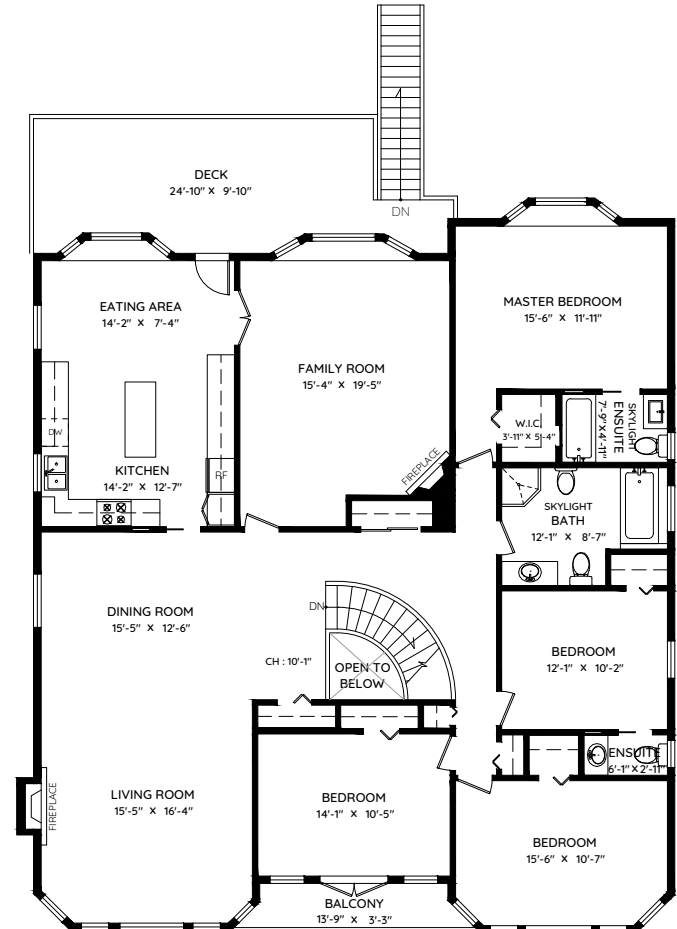 DECK
24'-10" X 9'-10"
DN
EATING AREA
14'-2" X 7'-4"
MASTER BEDROOM
15'-6" X 11'-11"
FAMILY ROOM
15'-4" X 19'-5"
W.I.C.
3'-11" X 5'-4"
SKYLIGHT
ENSUITE
7'-9" X 4'-11"
DW
KITCHEN
14'-2" X 12'-7"
RF
FIREPLACE
SKYLIGHT
BATH
12'-1" X 8'-7"
DINING ROOM
15'-5" X 12'-6"
DN
CH : 10'-1"
OPEN TO
BELOW
BEDROOM
12'-1" X 10'-2"
ENSUITE
6'-1" X 2'-11"
LIVING ROOM
15'-5" X 16'-4"
FIREPLACE
BEDROOM
14'-1" X 10'-5"
BEDROOM
15'-6" X 10'-7"
BALCONY
13'-9" X 3'-3"